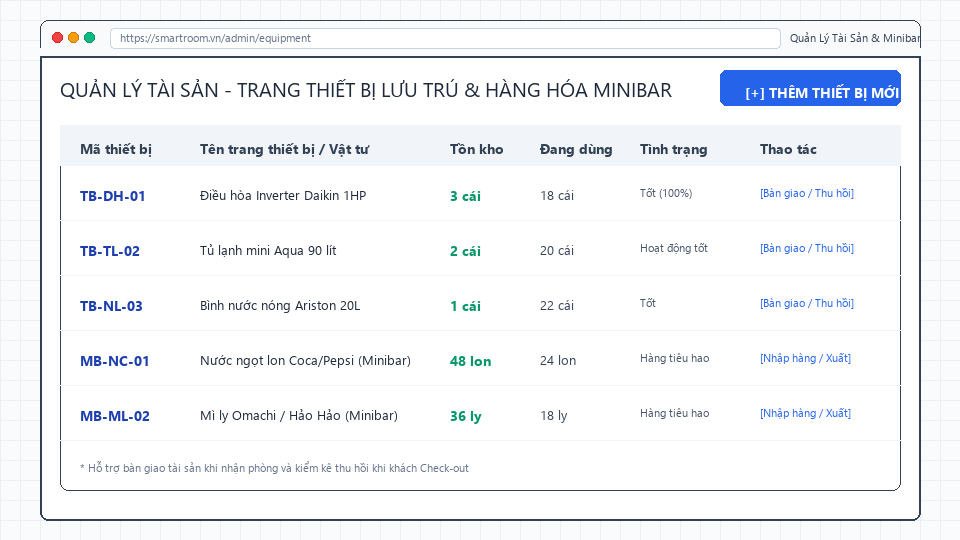 https://smartroom.vn/admin/equipment
Quản Lý Tài Sản & Minibar
QUẢN LÝ TÀI SẢN - TRANG THIẾT BỊ LƯU TRÚ & HÀNG HÓA MINIBAR
[+] THÊM THIẾT BỊ MỚI
Mã thiết bị Tên trang thiết bị / Vật tư Tồn kho Đang dùng Tình trạng Thao tác
TB-DH-01 Điều hòa Inverter Daikin 1HP 3 cái 18 cái Tốt (100%) [Bàn giao / Thu hồi]
TB-TL-02 Tủ lạnh mini Aqua 90 lít 2 cái 20 cái Hoạt động tốt [Bàn giao / Thu hồi]
TB-NL-03 Bình nước nóng Ariston 20L 1 cái 22 cái Tốt [Bàn giao / Thu hồi]
MB-NC-01 Nước ngọt lon Coca/Pepsi (Minibar) 48 lon 24 lon Hàng tiêu hao [Nhập hàng / Xuất]
MB-ML-02 Mì ly Omachi / Hảo Hảo (Minibar) 36 ly 18 ly Hàng tiêu hao [Nhập hàng / Xuất]
* Hỗ trợ bàn giao tài sản khi nhận phòng và kiểm kê thu hồi khi khách Check-out